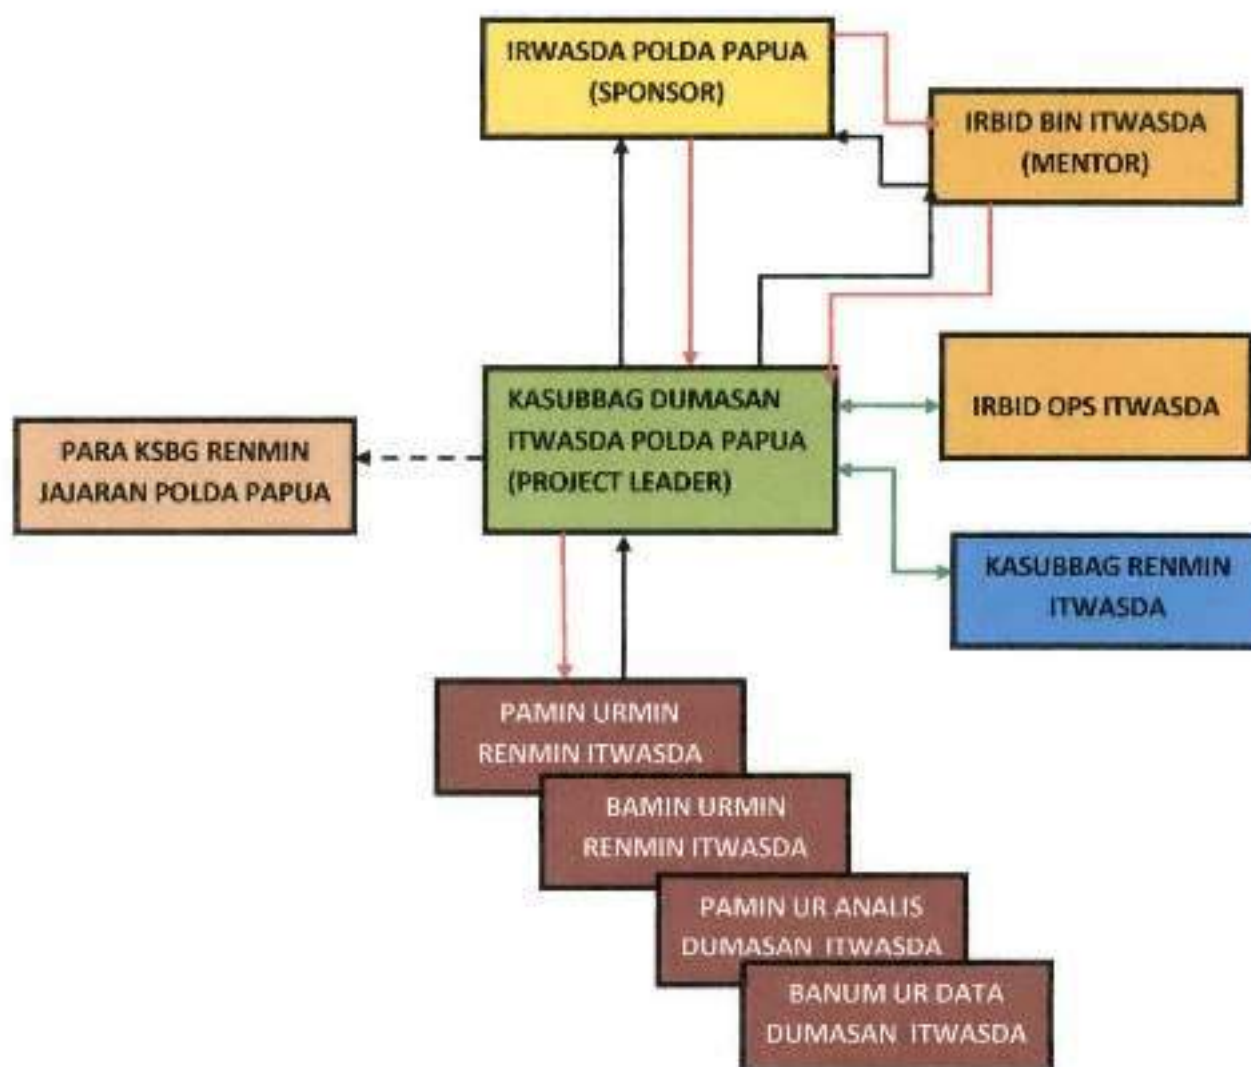 IRWASDA POLDA PAPUA
(SPONSOR)
IRBID BIN ITWASDA
(MENTOR)
KASUBBAG DUMASAN
ITWASDA POLDA PAPUA
(PROJECT LEADER)
IRBID OPS ITWASDA
PARA KSBG RENMIN
JAJARAN POLDA PAPUA
KASUBBAG RENMIN
ITWASDA
PAMIN URMIN
RENMIN ITWASDA
BAMIN URMIN
RENMIN ITWASDA
PAMIN UR ANALIS
DUMASAN ITWASDA
BANUM UR DATA
DUMASAN ITWASDA